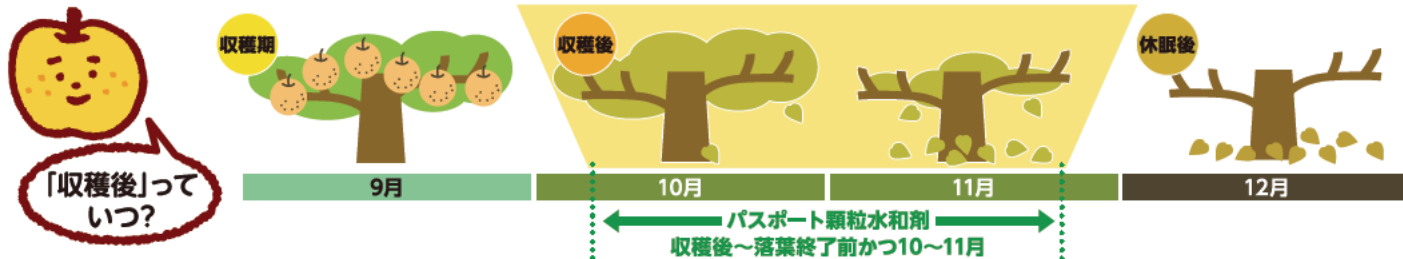 収穫期
収穫後
休眠後
「収穫後」って
いつ?
9月
10月
11月
12月
パスポート顆粒水和剤
収穫後～落葉終了前かつ10～11月